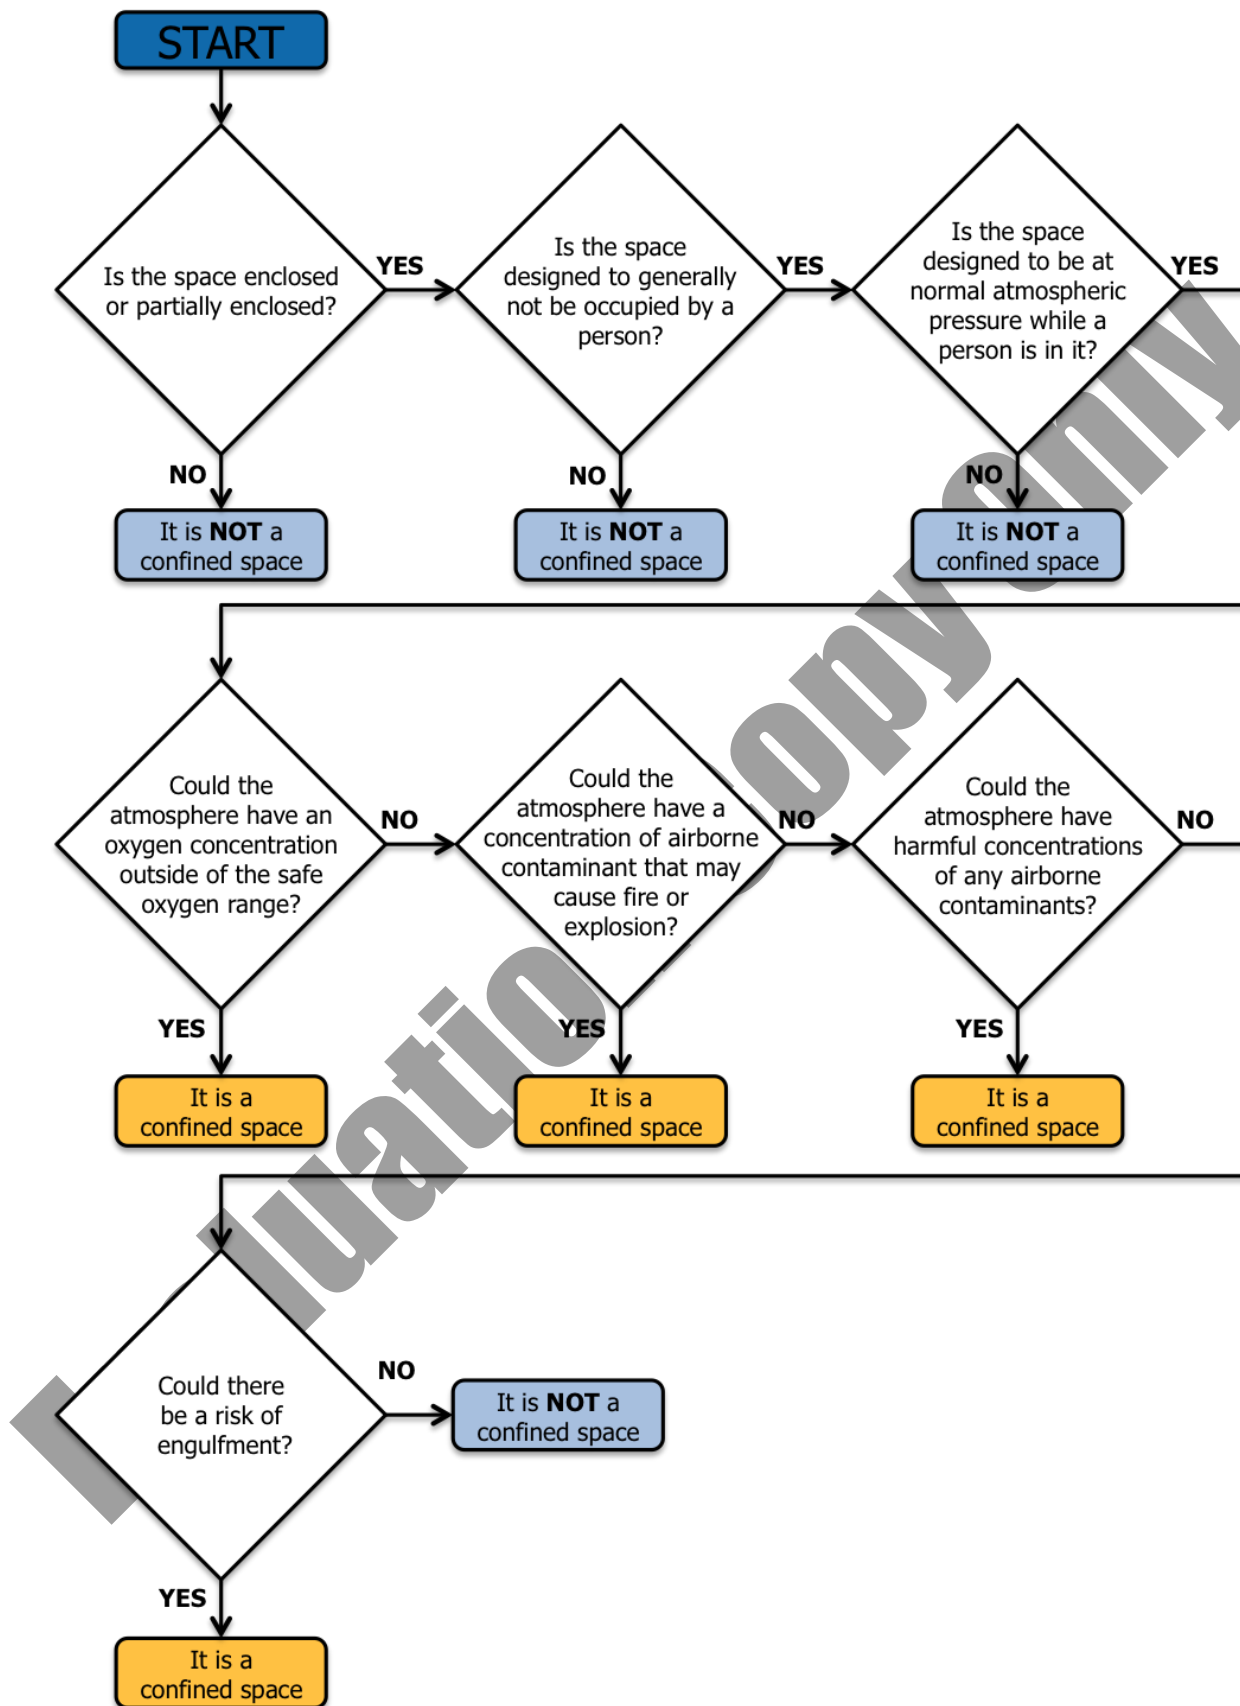 START
Is the space enclosed
or partially enclosed?
YES
Is the space
designed to generally
not be occupied by a
person?
YES
Is the space
designed to be at
normal atmospheric
pressure while a
person is in it?
YES
NO
It is NOT a
confined space
NO
It is NOT a
confined space
NO
It is NOT a
confined space
Could the
atmosphere have an
oxygen concentration
outside of the safe
oxygen range?
NO
Could the
atmosphere have a
concentration of airborne
contaminant that may
cause fire or
explosion?
NO
Could the
atmosphere have
harmful concentrations
of any airborne
contaminants?
NO
YES
It is a
confined space
YES
It is a
confined space
YES
It is a
confined space
Could there
be a risk of
engulfment?
NO
It is NOT a
confined space
YES
It is a
confined space
luatio opy only